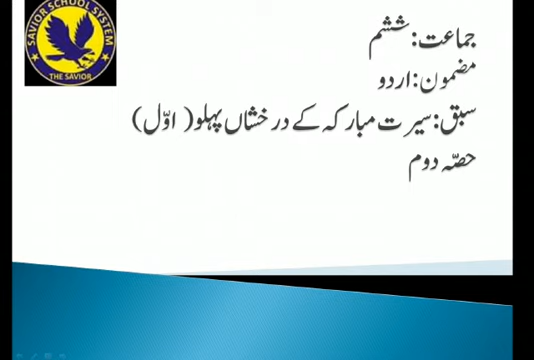 SAVIOR SCHOOL SYSTEM
THE SAVIOR
جماعت: ششم
مضمون: اردو
سبق: سیرت مبارکہ کے درخشاں پہلو( اوّل)
حصّہ دوم